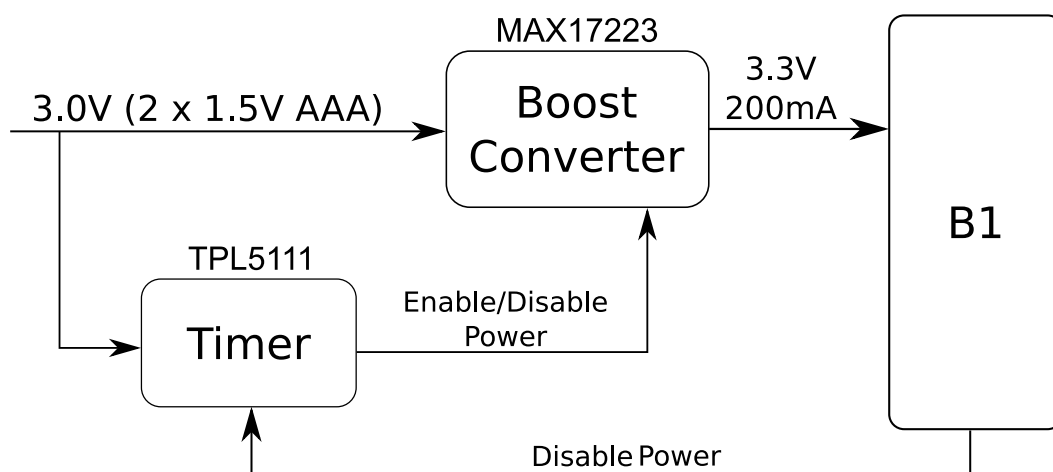 MAX17223
3.0V (2 x 1.5V AAA)
Boost
Converter
3.3V
200mA
B1
TPL5111
Timer
Enable/Disable
Power
Disable Power